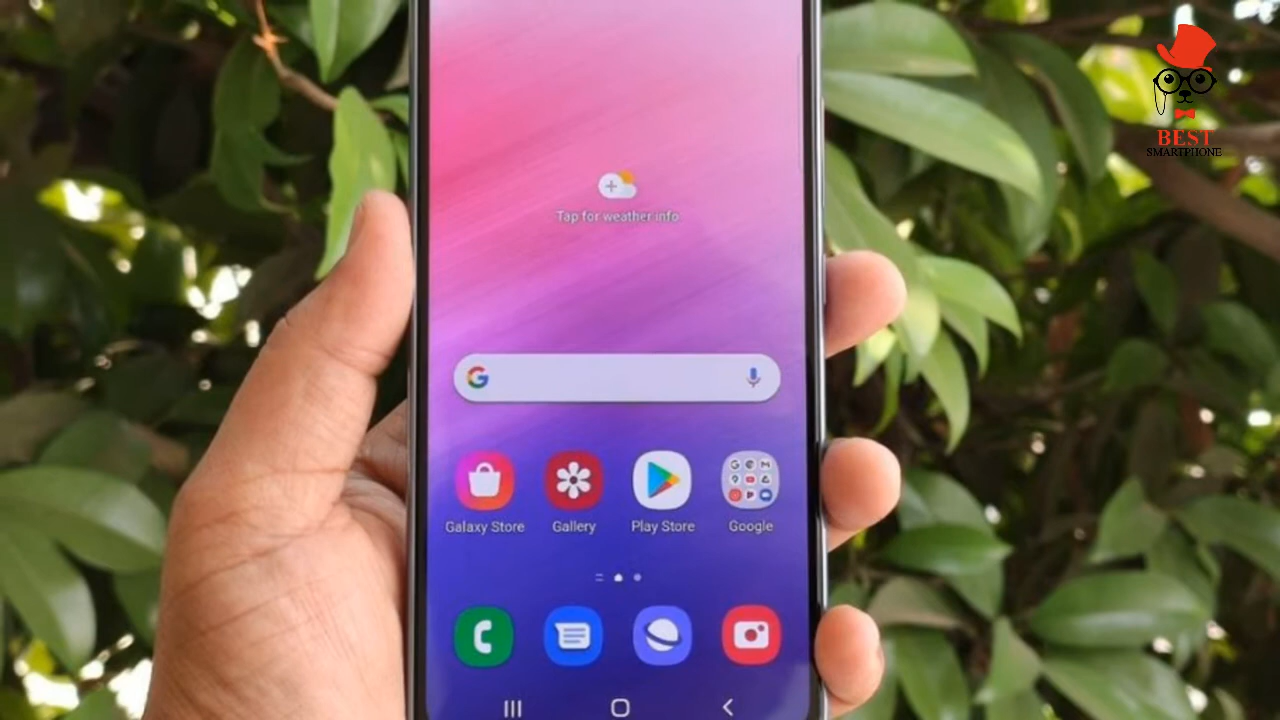 BEST
SMARTPHONE
Tap for weather info
Galaxy Store
Gallery
Play Store
Google